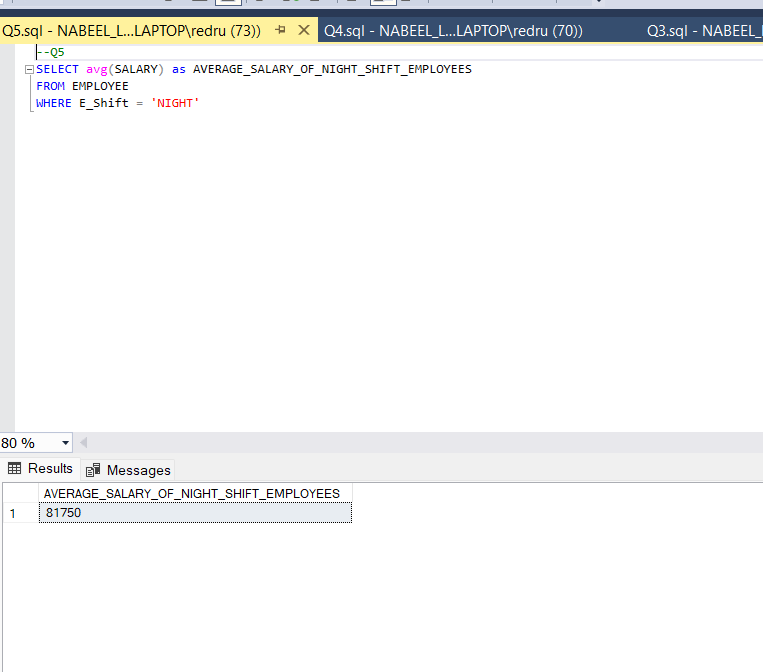 Q5.sql - NABEEL_L...LAPTOP\redru (73)) Q4.sql - NABEEL_L...LAPTOP\redru (70)) Q3.sql - NABEEL_
--Q5
SELECT avg(SALARY) as AVERAGE_SALARY_OF_NIGHT_SHIFT_EMPLOYEES
FROM EMPLOYEE
WHERE E_Shift = 'NIGHT'
80 %
Results Messages
AVERAGE_SALARY_OF_NIGHT_SHIFT_EMPLOYEES
1 81750